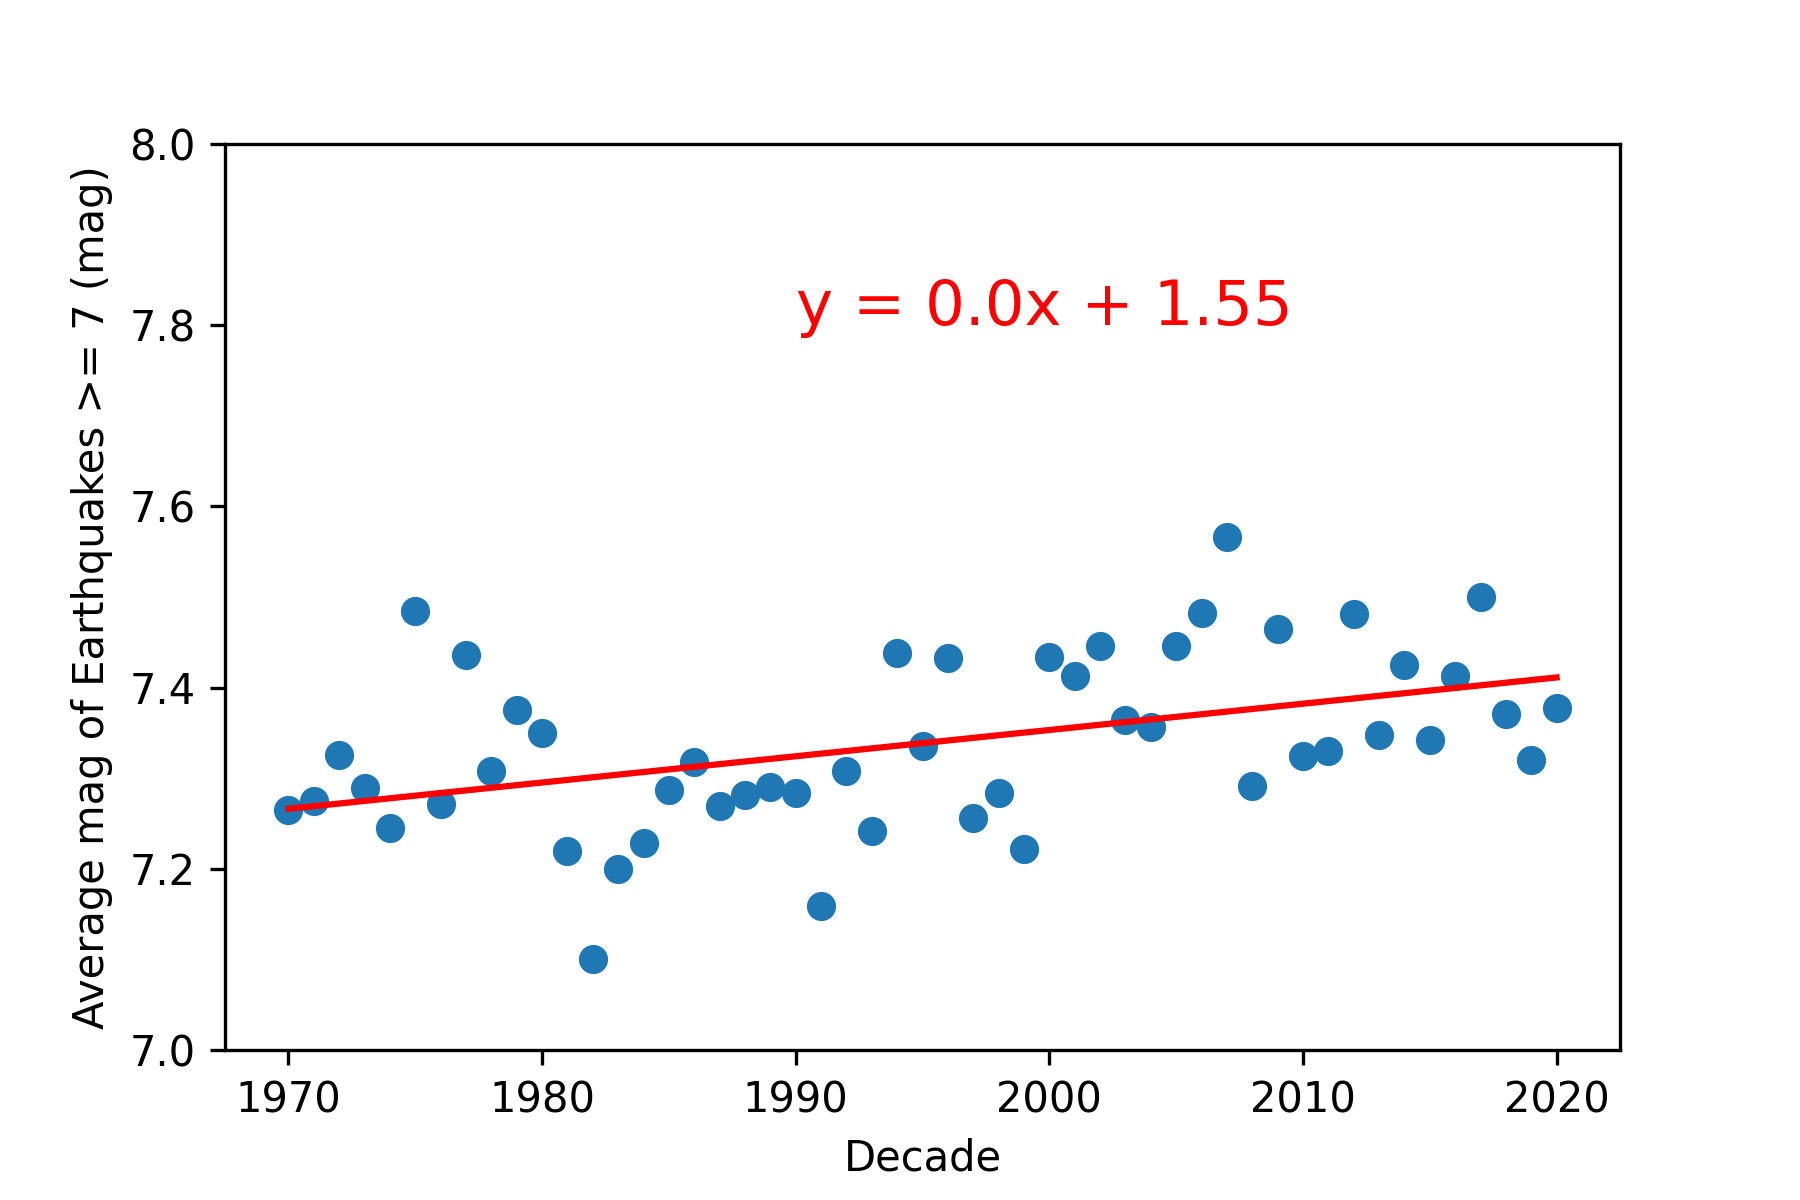 y = 0.0x + 1.55
Average mag of Earthquakes >= 7 (mag)
8.0
7.8
7.6
7.4
7.2
7.0
1970 1980 1990 2000 2010 2020
Decade